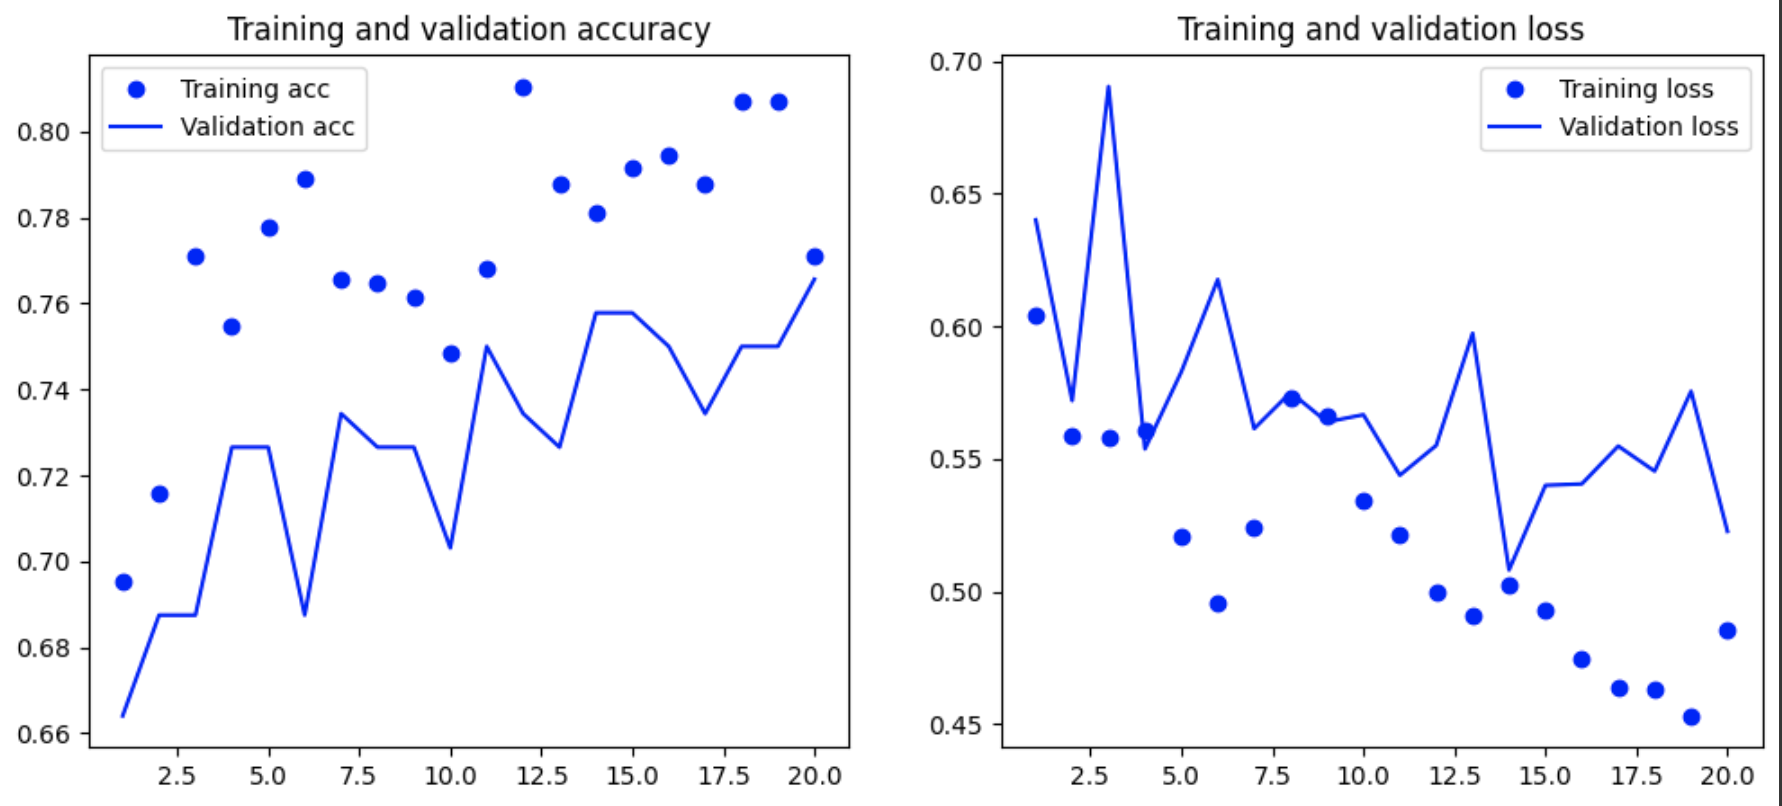 Training and validation accuracy
Training acc
Validation acc
0.80
0.78
0.76
0.74
0.72
0.70
0.68
0.66
2.5 5.0 7.5 10.0 12.5 15.0 17.5 20.0
Training and validation loss
Training loss
Validation loss
0.70
0.65
0.60
0.55
0.50
0.45
2.5 5.0 7.5 10.0 12.5 15.0 17.5 20.0